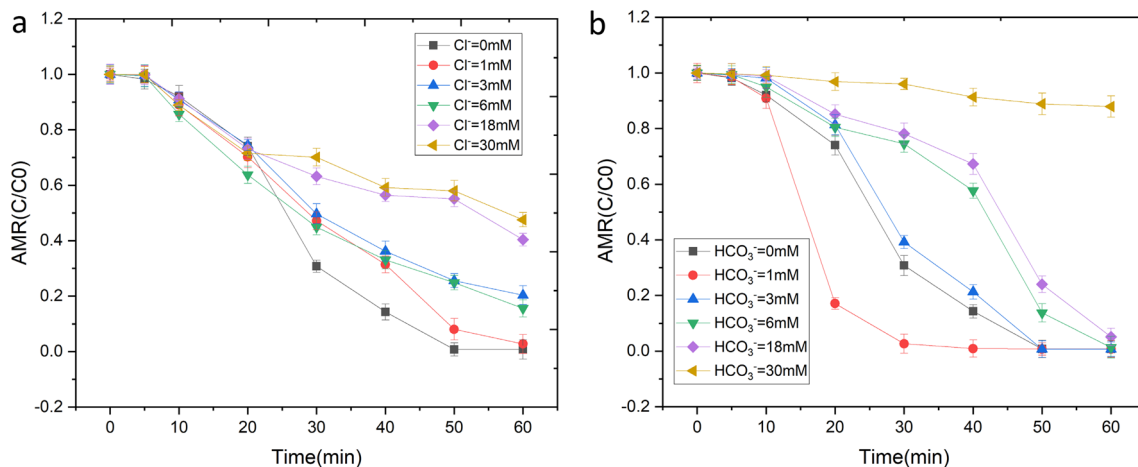 a
1.2
1.0
0.8
0.6
0.4
0.2
0.0
-0.2
AMR(C/C0)
0
10
20
30
40
50
60
Time(min)
Cl⁻=0mM
Cl⁻=1mM
Cl⁻=3mM
Cl⁻=6mM
Cl⁻=18mM
Cl⁻=30mM
b
1.2
1.0
0.8
0.6
0.4
0.2
0.0
-0.2
AMR(C/C0)
0
10
20
30
40
50
60
Time(min)
HCO₃⁻=0mM
HCO₃⁻=1mM
HCO₃⁻=3mM
HCO₃⁻=6mM
HCO₃⁻=18mM
HCO₃⁻=30mM